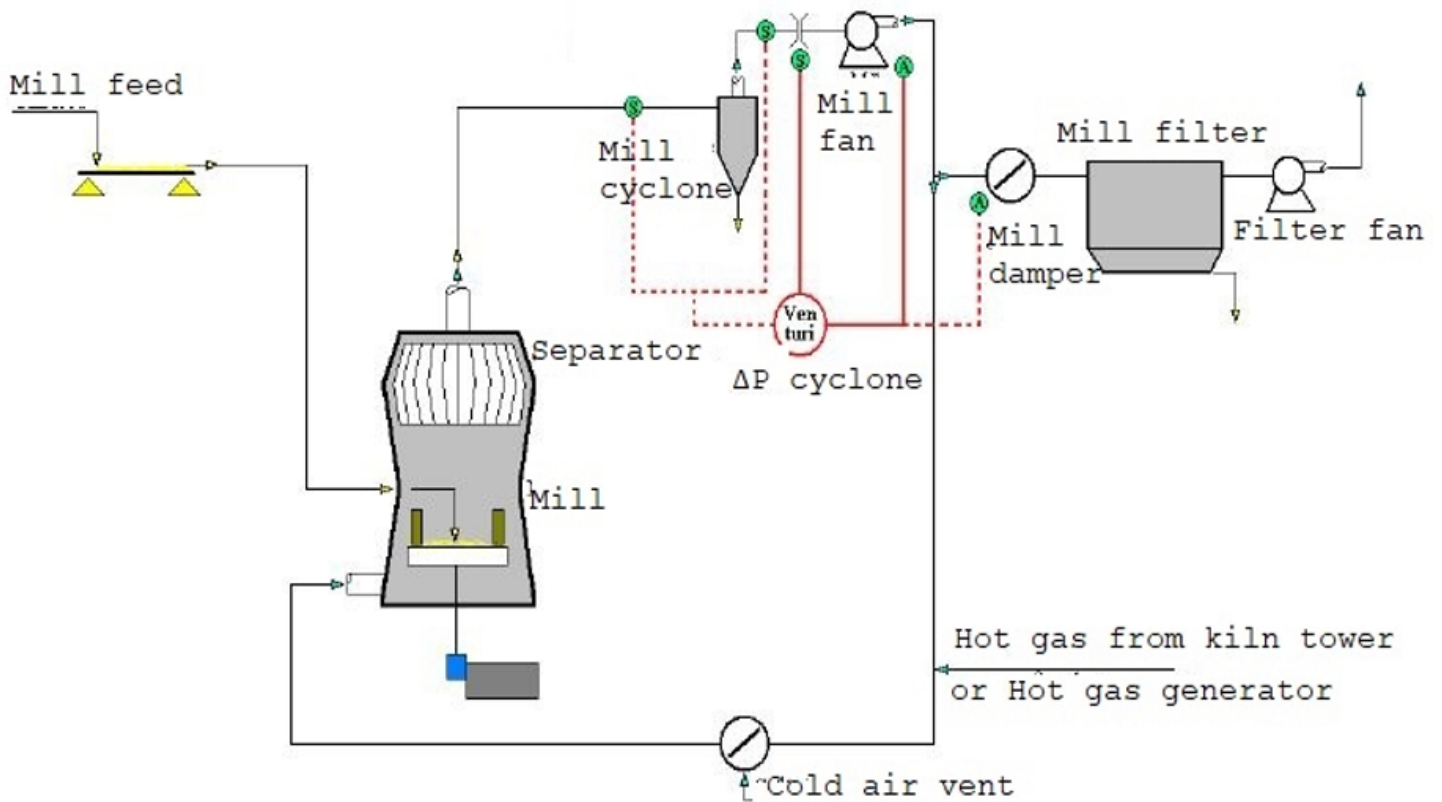 Mill feed
S
S
S
A
Mill
fan
Mill
cyclone
Mill filter
A
Mill
damper
Filter fan
Ven
turi
ΔP cyclone
Separator
Mill
Hot gas from kiln tower
or Hot gas generator
Cold air vent